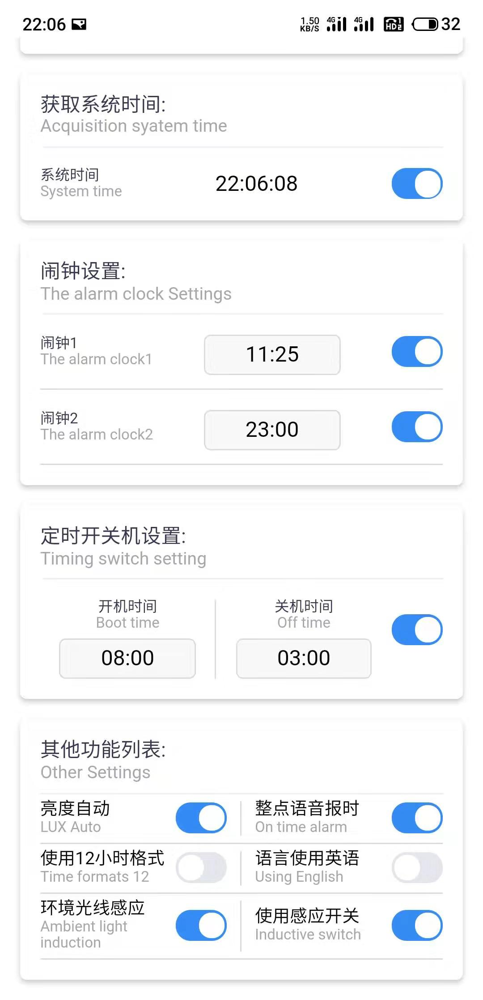 22:06
1.50
KB/S
4G
4G
HD 1 2
32
获取系统时间:
Acquisition syatem time
系统时间
System time
22:06:08
闹钟设置:
The alarm clock Settings
闹钟1
The alarm clock1
11:25
闹钟2
The alarm clock2
23:00
定时开关机设置:
Timing switch setting
开机时间
Boot time
08:00
关机时间
Off time
03:00
其他功能列表:
Other Settings
亮度自动
LUX Auto
整点语音报时
On time alarm
使用12小时格式
Time formats 12
语言使用英语
Using English
环境光线感应
Ambient light
induction
使用感应开关
Inductive switch